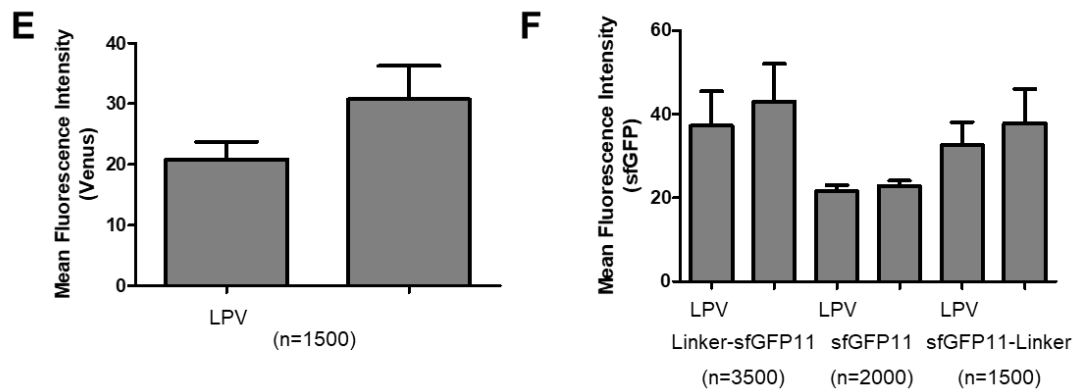 E
Mean Fluorescence Intensity
(Venus)
40
30
20
10
0
LPV
(n=1500)
F
Mean Fluorescence Intensity
(sfGFP)
60
40
20
0
LPV LPV LPV
Linker-sfGFP11 sfGFP11 sfGFP11-Linker
(n=3500) (n=2000) (n=1500)